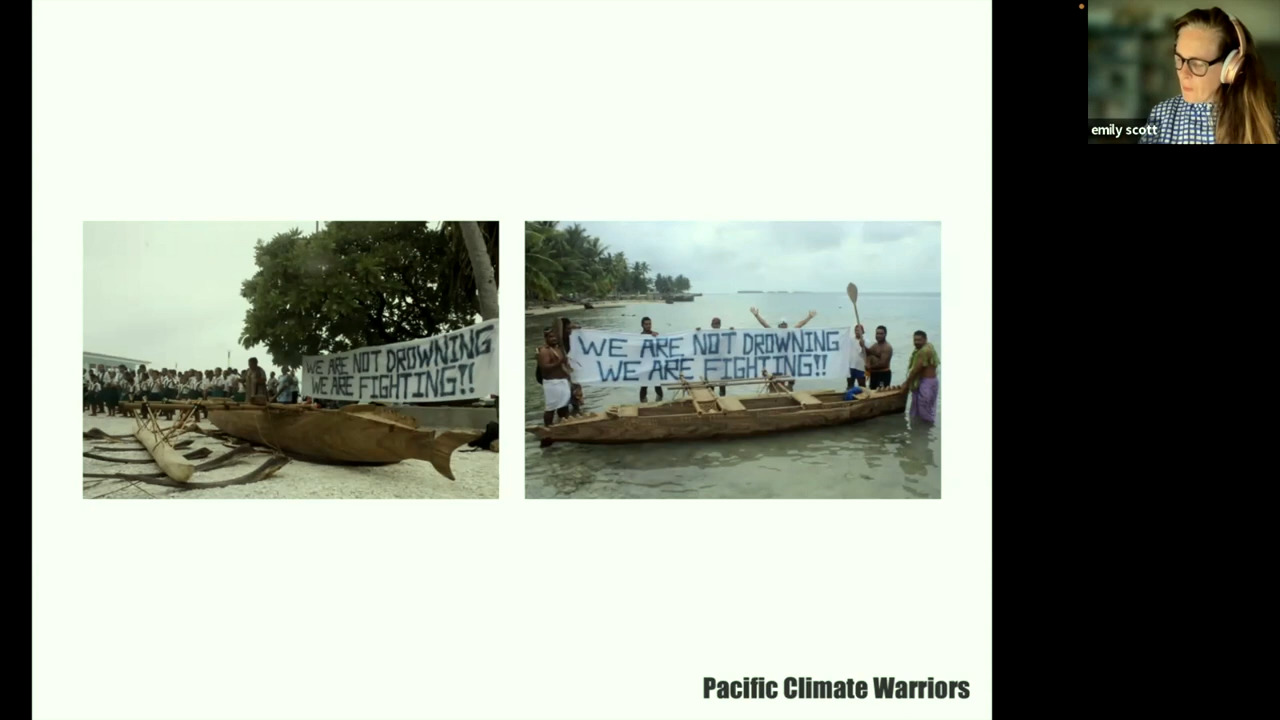 emily scott
WE ARE NOT DROWNING
WE ARE FIGHTING!!
WE ARE NOT DROWNING
WE ARE FIGHTING!!
Pacific Climate Warriors